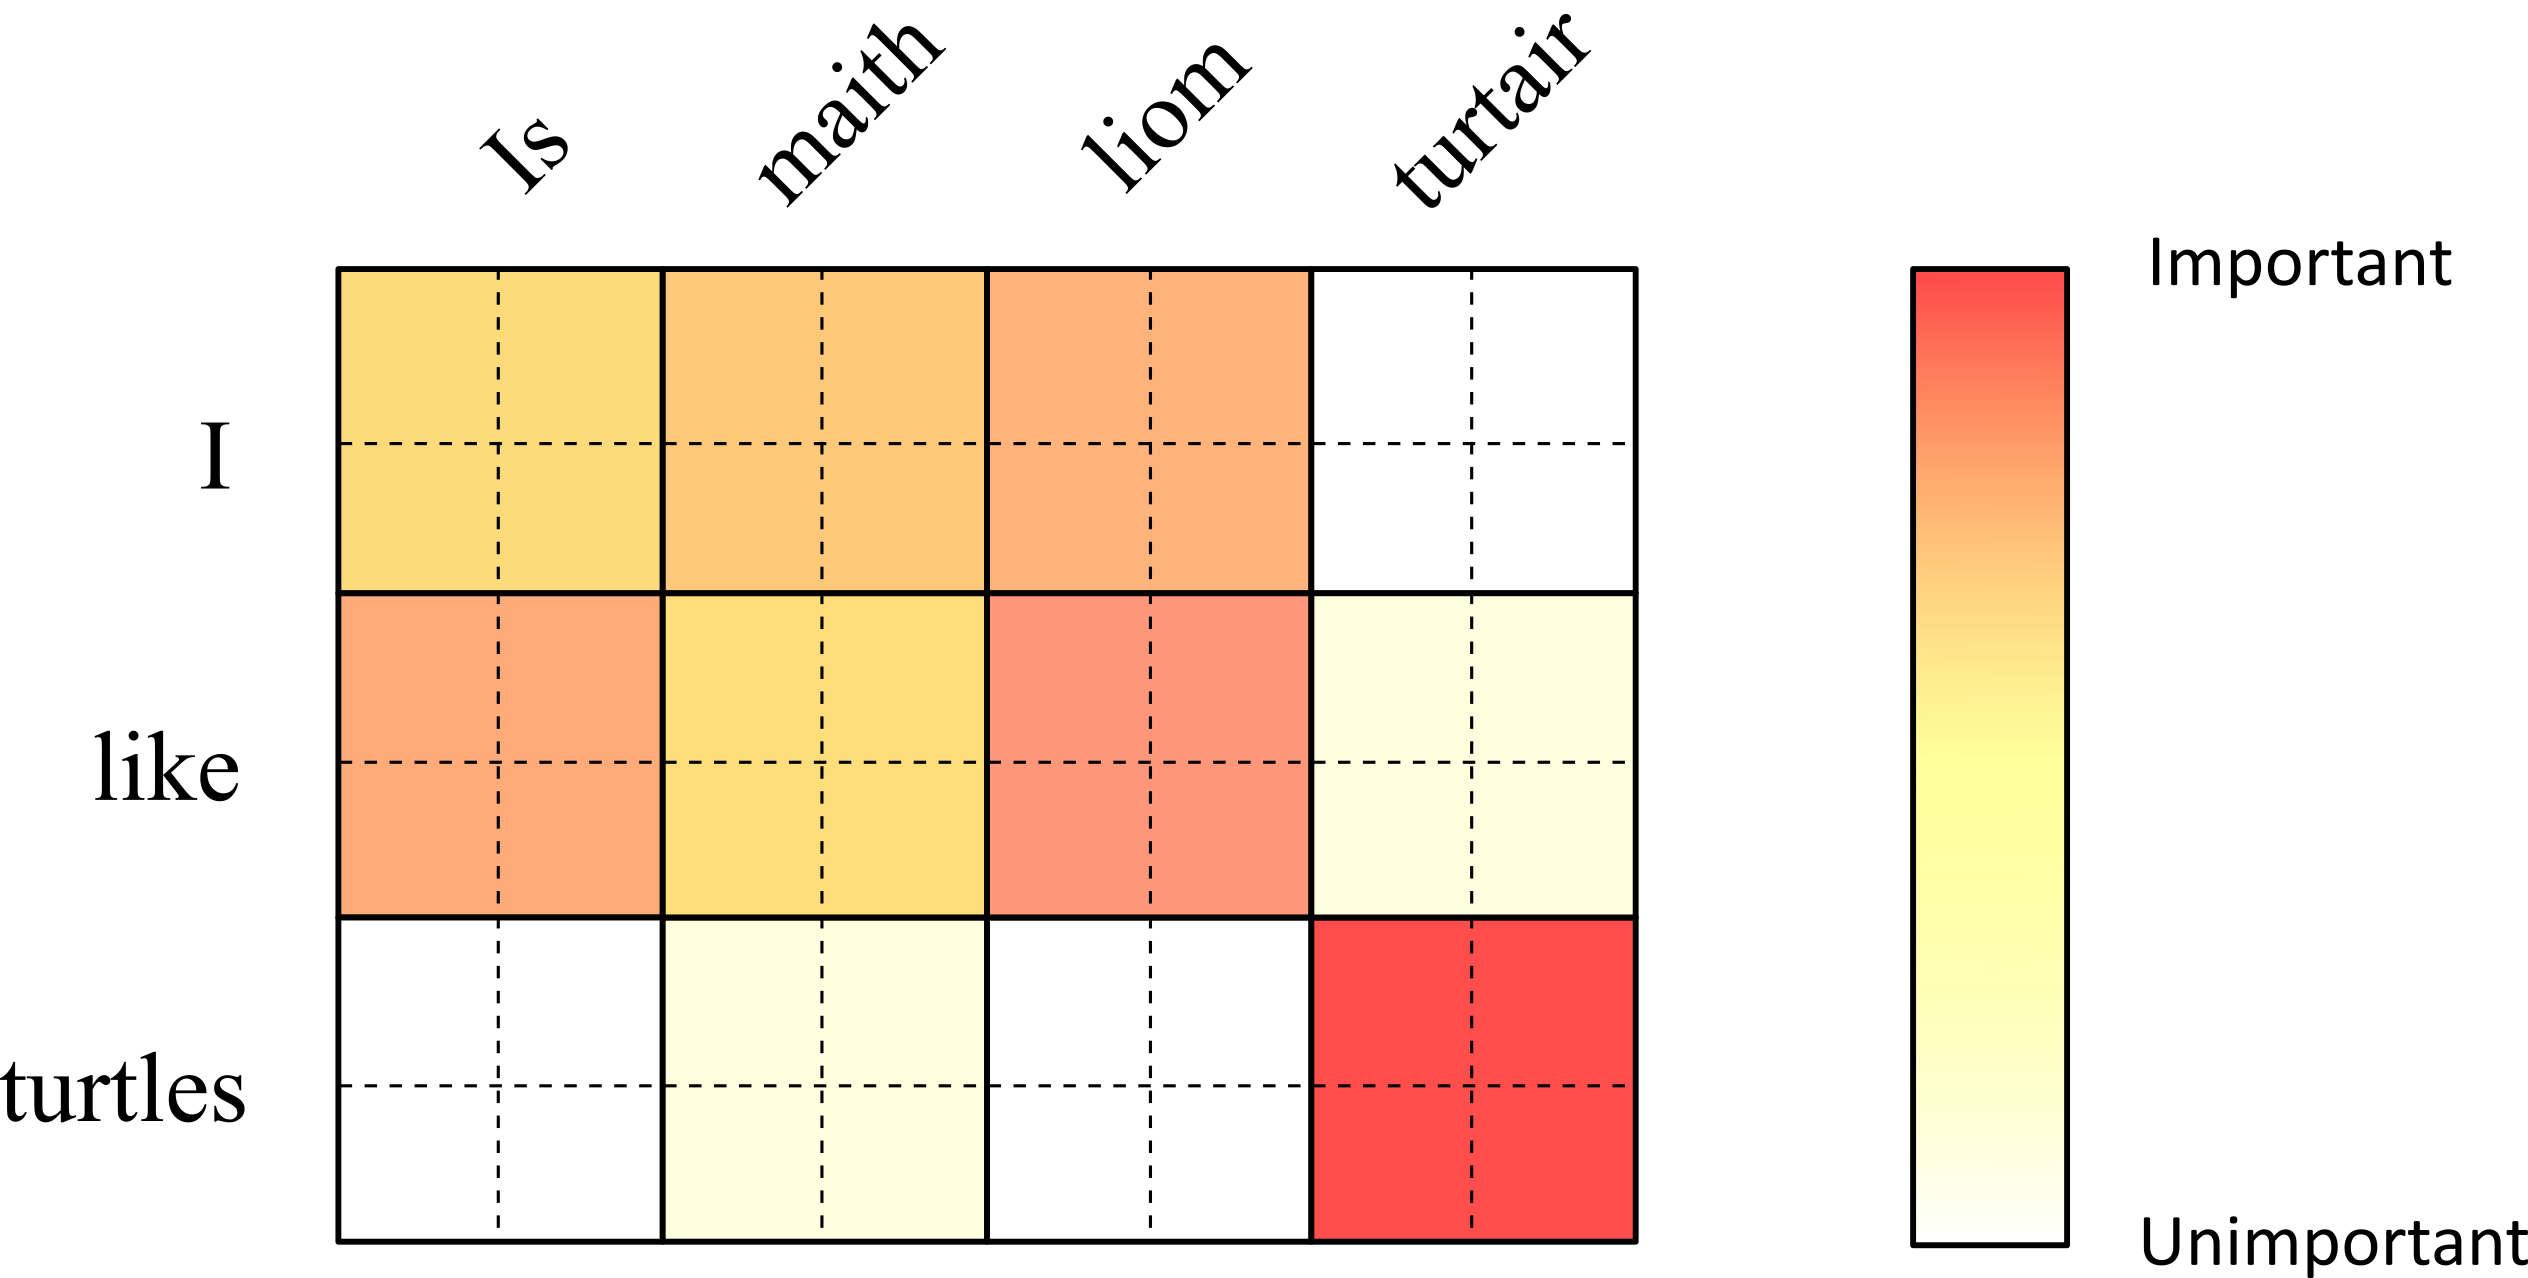 Is maith liom turtair
Important
I
like
turtles
Unimportant